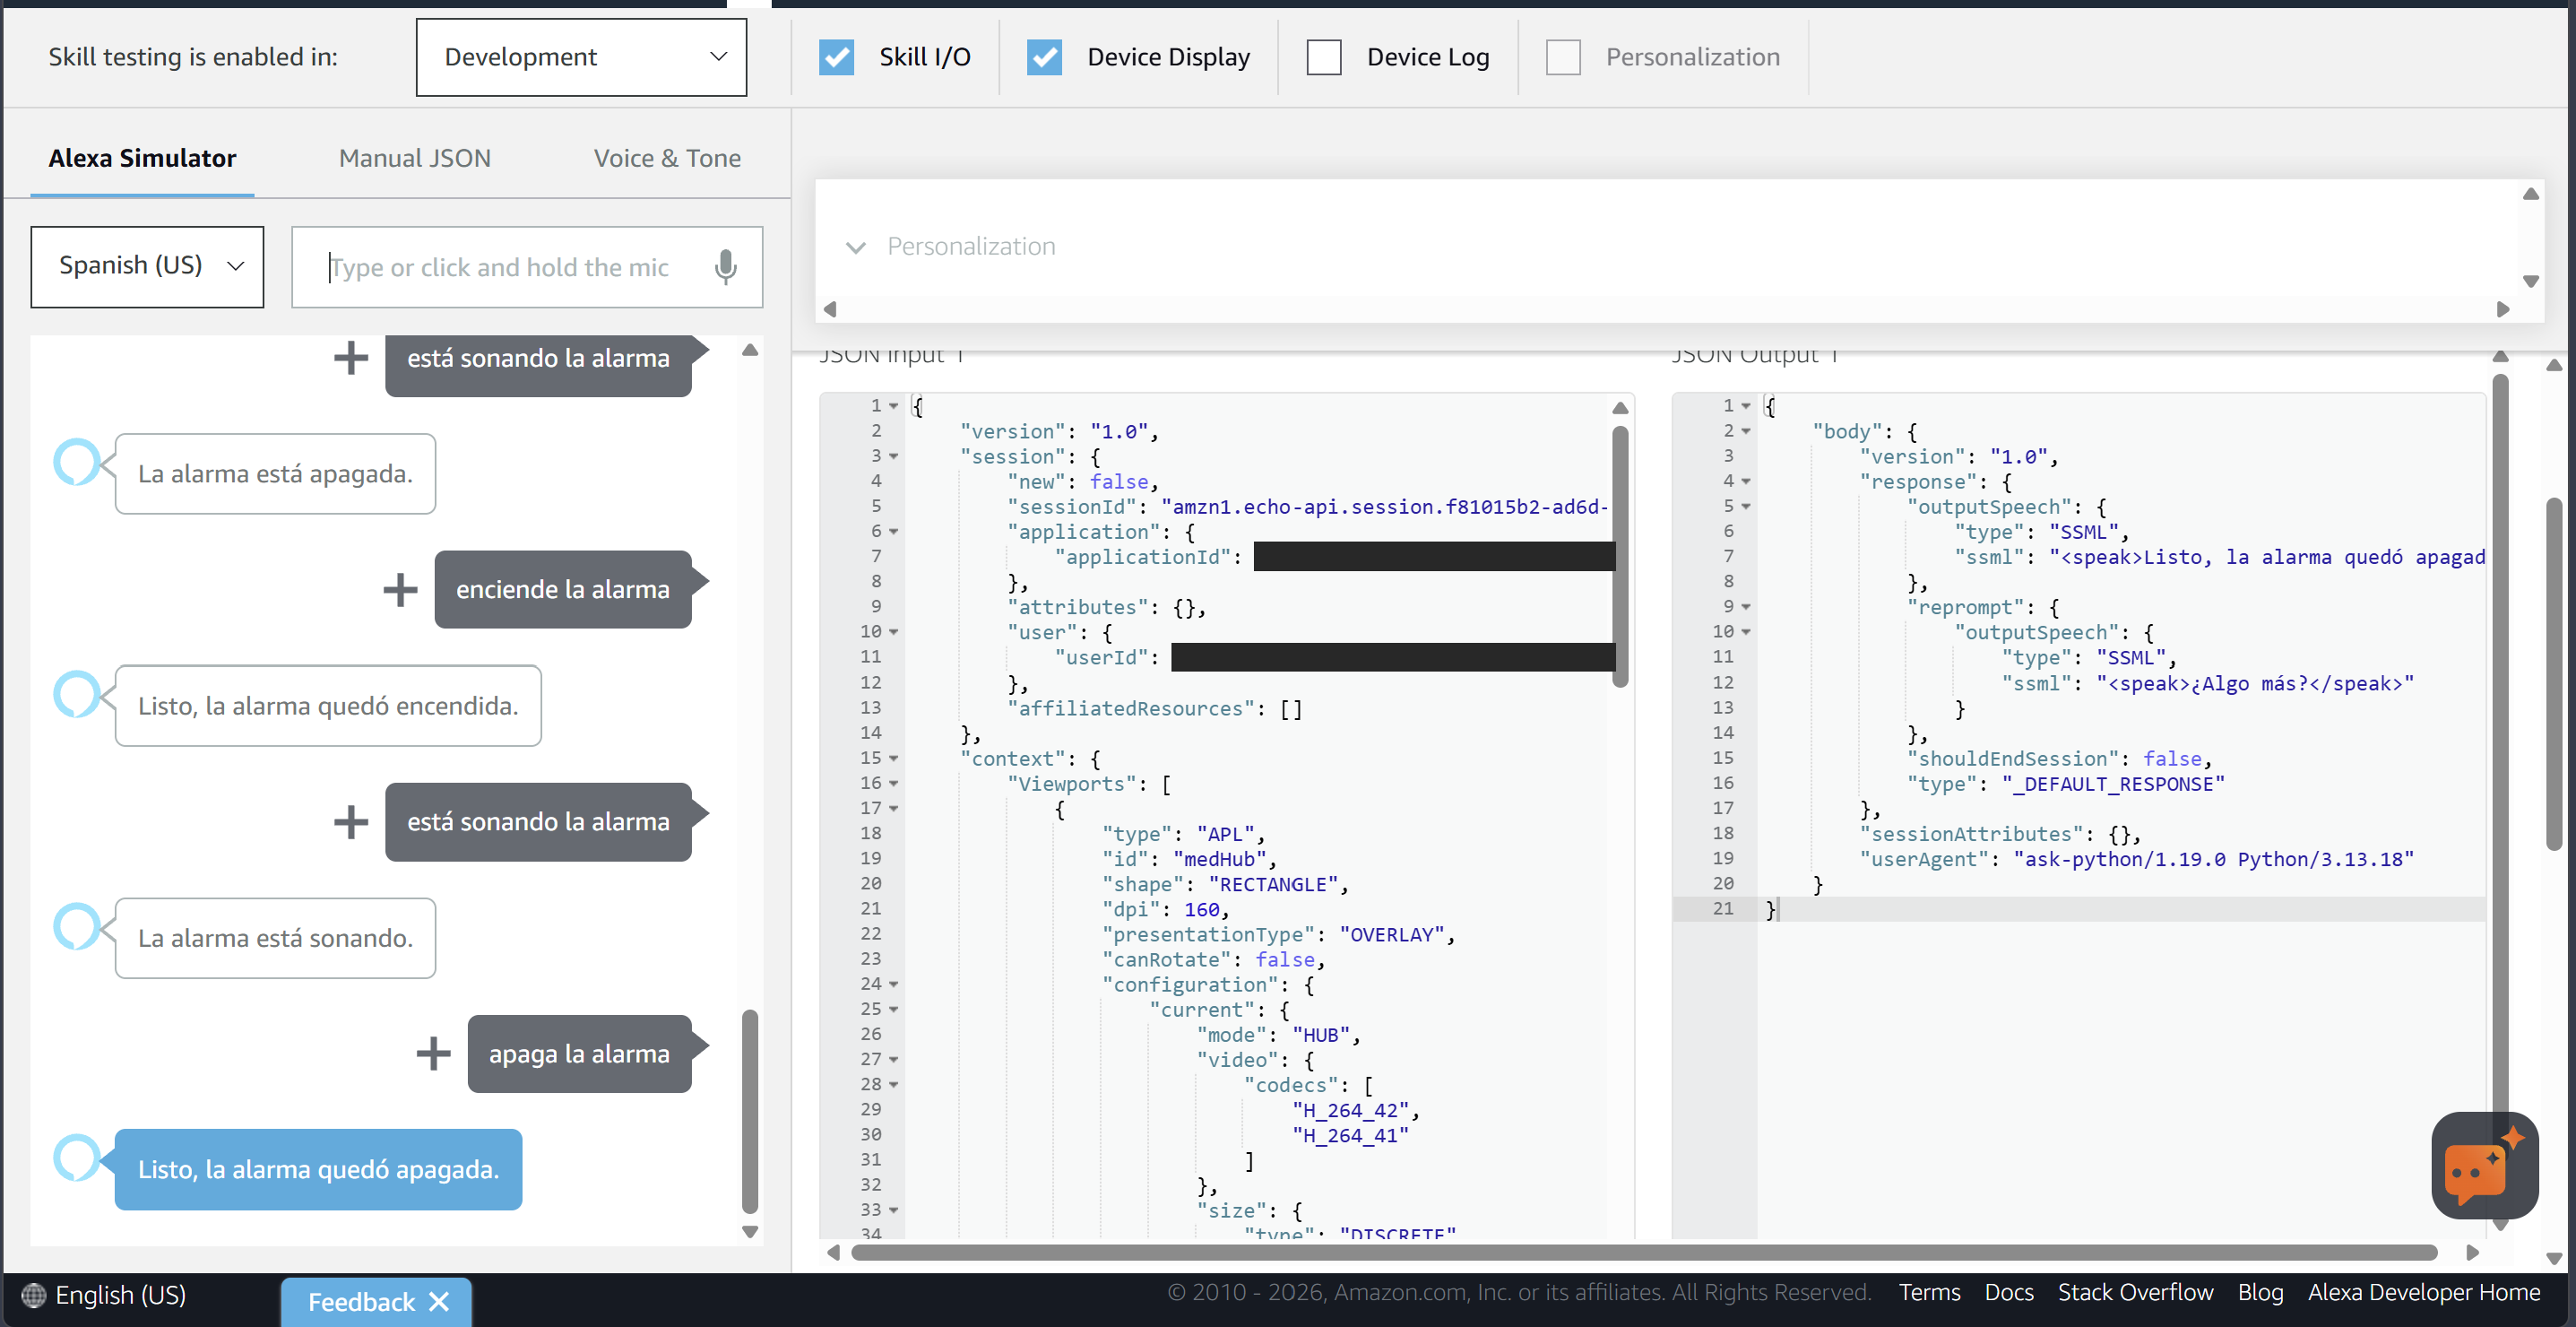 Skill testing is enabled in:
Development
Skill I/O
Device Display
Device Log
Personalization
Alexa Simulator
Manual JSON
Voice & Tone
Spanish (US)
Type or click and hold the mic
está sonando la alarma
La alarma está apagada.
enciende la alarma
Listo, la alarma quedó encendida.
está sonando la alarma
La alarma está sonando.
apaga la alarma
Listo, la alarma quedó apagada.
Personalization
JSON Input 1
1 {
2 "version": "1.0",
3 "session": {
4 "new": false,
5 "sessionId": "amzn1.echo-api.session.f81015b2-ad6d-
6 "application": {
7 "applicationId":
8 },
9 "attributes": {},
10 "user": {
11 "userId":
12 },
13 "affiliatedResources": []
14 },
15 "context": {
16 "Viewports": [
17 {
18 "type": "APL",
19 "id": "medHub",
20 "shape": "RECTANGLE",
21 "dpi": 160,
22 "presentationType": "OVERLAY",
23 "canRotate": false,
24 "configuration": {
25 "current": {
26 "mode": "HUB",
27 "video": {
28 "codecs": [
29 "H_264_42",
30 "H_264_41"
31 ]
32 },
33 "size": {
34 "type": "DISCRETE"
JSON Output 1
1 {
2 "body": {
3 "version": "1.0",
4 "response": {
5 "outputSpeech": {
6 "type": "SSML",
7 "ssml": "<speak>Listo, la alarma quedó apagad
8 },
9 "reprompt": {
10 "outputSpeech": {
11 "type": "SSML",
12 "ssml": "<speak>¿Algo más?</speak>"
13 }
14 },
15 "shouldEndSession": false,
16 "type": "_DEFAULT_RESPONSE"
17 },
18 "sessionAttributes": {},
19 "userAgent": "ask-python/1.19.0 Python/3.13.18"
20 }
21 }
English (US)
Feedback
© 2010 - 2026, Amazon.com, Inc. or its affiliates. All Rights Reserved.
Terms
Docs
Stack Overflow
Blog
Alexa Developer Home